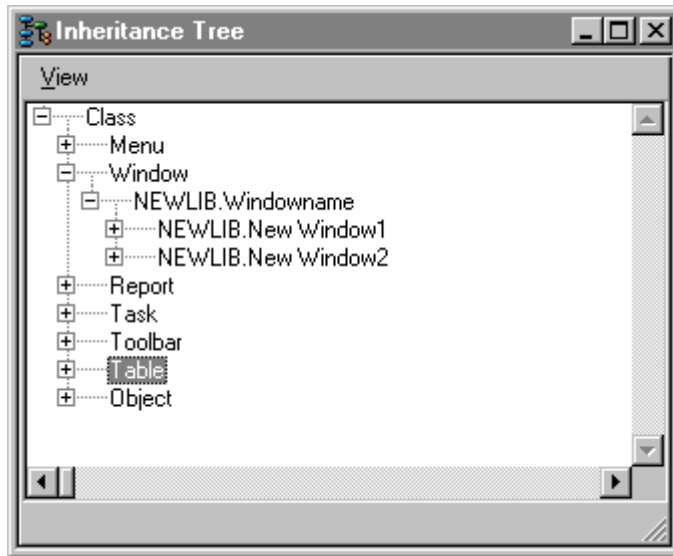 Inheritance Tree
View
Class
Menu
Window
NEWLIB.Windowname
NEWLIB.New Window1
NEWLIB.New Window2
Report
Task
Toolbar
Table
Object